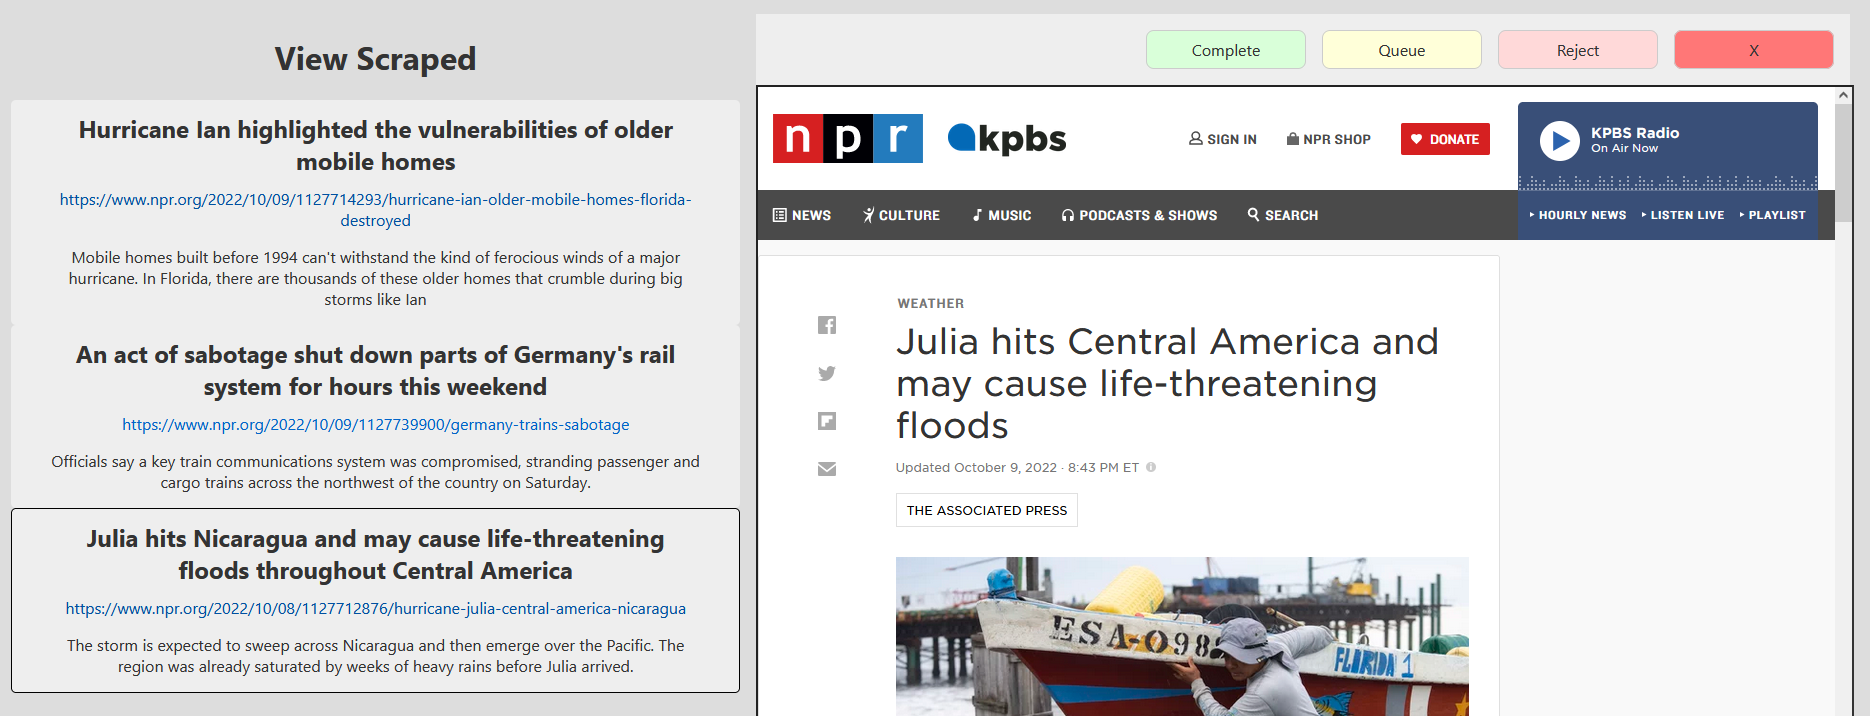 View Scraped
Hurricane Ian highlighted the vulnerabilities of older
mobile homes
https://www.npr.org/2022/10/09/1127714293/hurricane-ian-older-mobile-homes-florida-
destroyed
Mobile homes built before 1994 can't withstand the kind of ferocious winds of a major
hurricane. In Florida, there are thousands of these older homes that crumble during big
storms like Ian
An act of sabotage shut down parts of Germany's rail
system for hours this weekend
https://www.npr.org/2022/10/09/1127739900/germany-trains-sabotage
Officials say a key train communications system was compromised, stranding passenger and
cargo trains across the northwest of the country on Saturday.
Julia hits Nicaragua and may cause life-threatening
floods throughout Central America
https://www.npr.org/2022/10/08/1127712876/hurricane-julia-central-america-nicaragua
The storm is expected to sweep across Nicaragua and then emerge over the Pacific. The
region was already saturated by weeks of heavy rains before Julia arrived.
Complete Queue Reject X
npr kpbs SIGN IN NPR SHOP DONATE
KPBS Radio
On Air Now
NEWS CULTURE MUSIC PODCASTS & SHOWS SEARCH
HOURLY NEWS LISTEN LIVE PLAYLIST
WEATHER
Julia hits Central America and
may cause life-threatening
floods
Updated October 9, 2022 · 8:43 PM ET
THE ASSOCIATED PRESS
ESA-098
FLORIDA 1